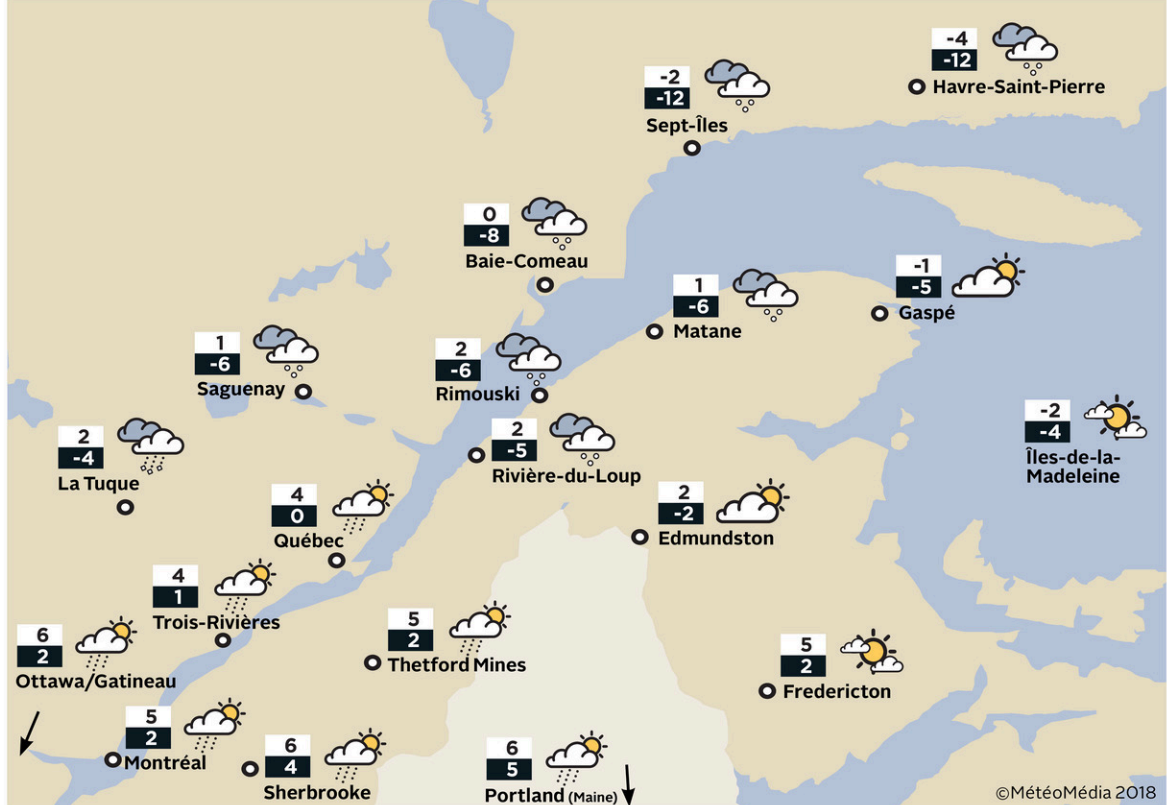 -4
-12
Havre-Saint-Pierre
-2
-12
Sept-Îles
0
-8
Baie-Comeau
-1
-5
Gaspé
1
-6
Matane
1
-6
Saguenay
2
-6
Rimouski
2
-4
La Tuque
2
-5
Rivière-du-Loup
-2
-4
Îles-de-la-
Madeleine
4
0
Québec
2
-2
Edmundston
4
1
Trois-Rivières
6
2
Ottawa/Gatineau
5
2
Thetford Mines
5
2
Fredericton
5
2
Montréal
6
4
Sherbrooke
6
5
Portland (Maine)
©MétéoMédia 2018